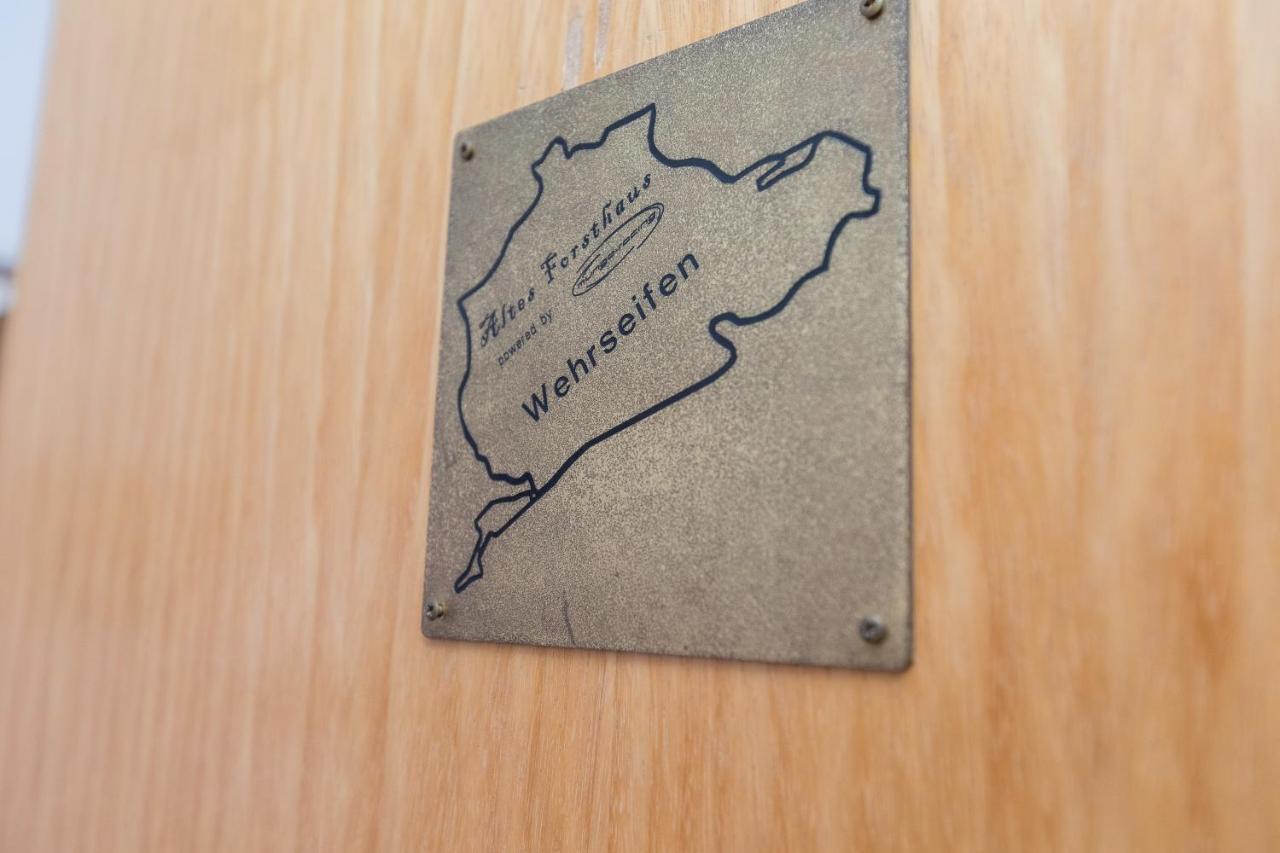 Altes Forsthaus
powered by
Wehrseifen